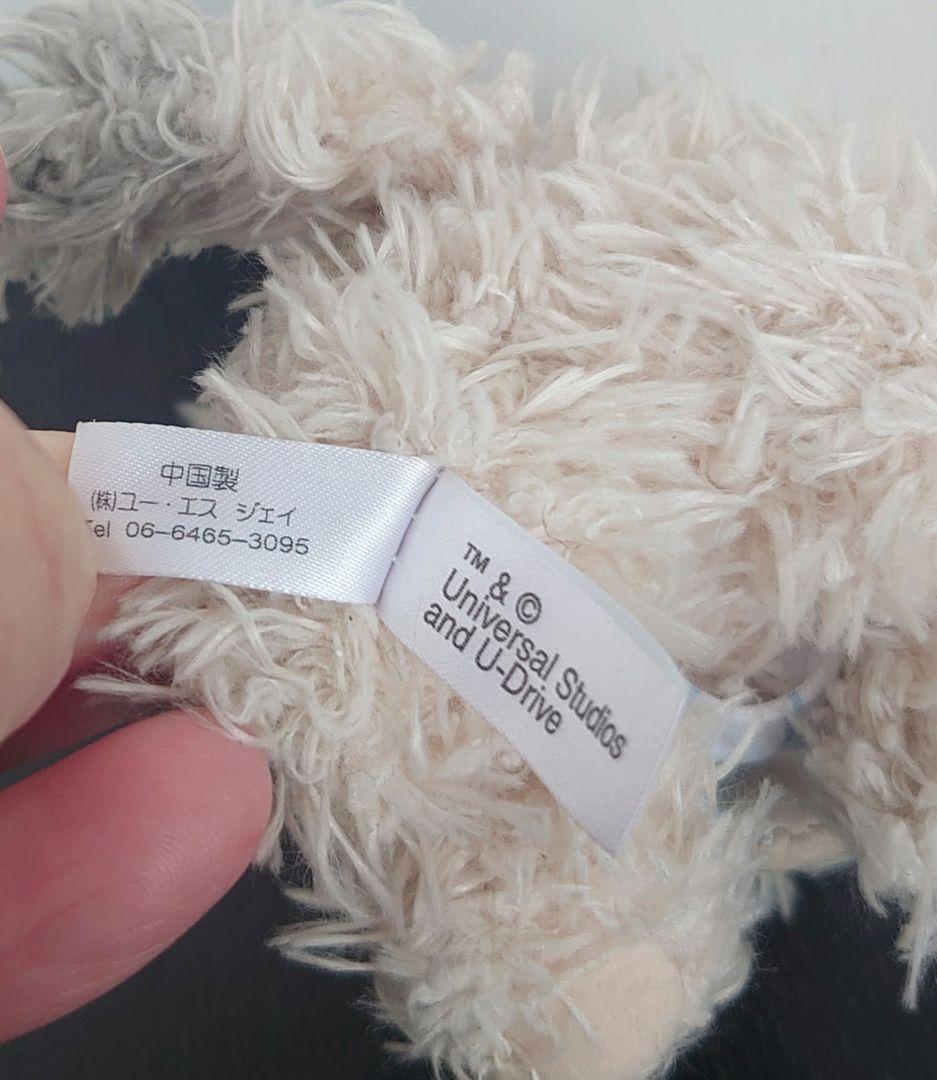 中国製
(株)ユー・エス ジェイ
Tel 06-6465-3095
TM & ©
Universal Studios
and U-Drive